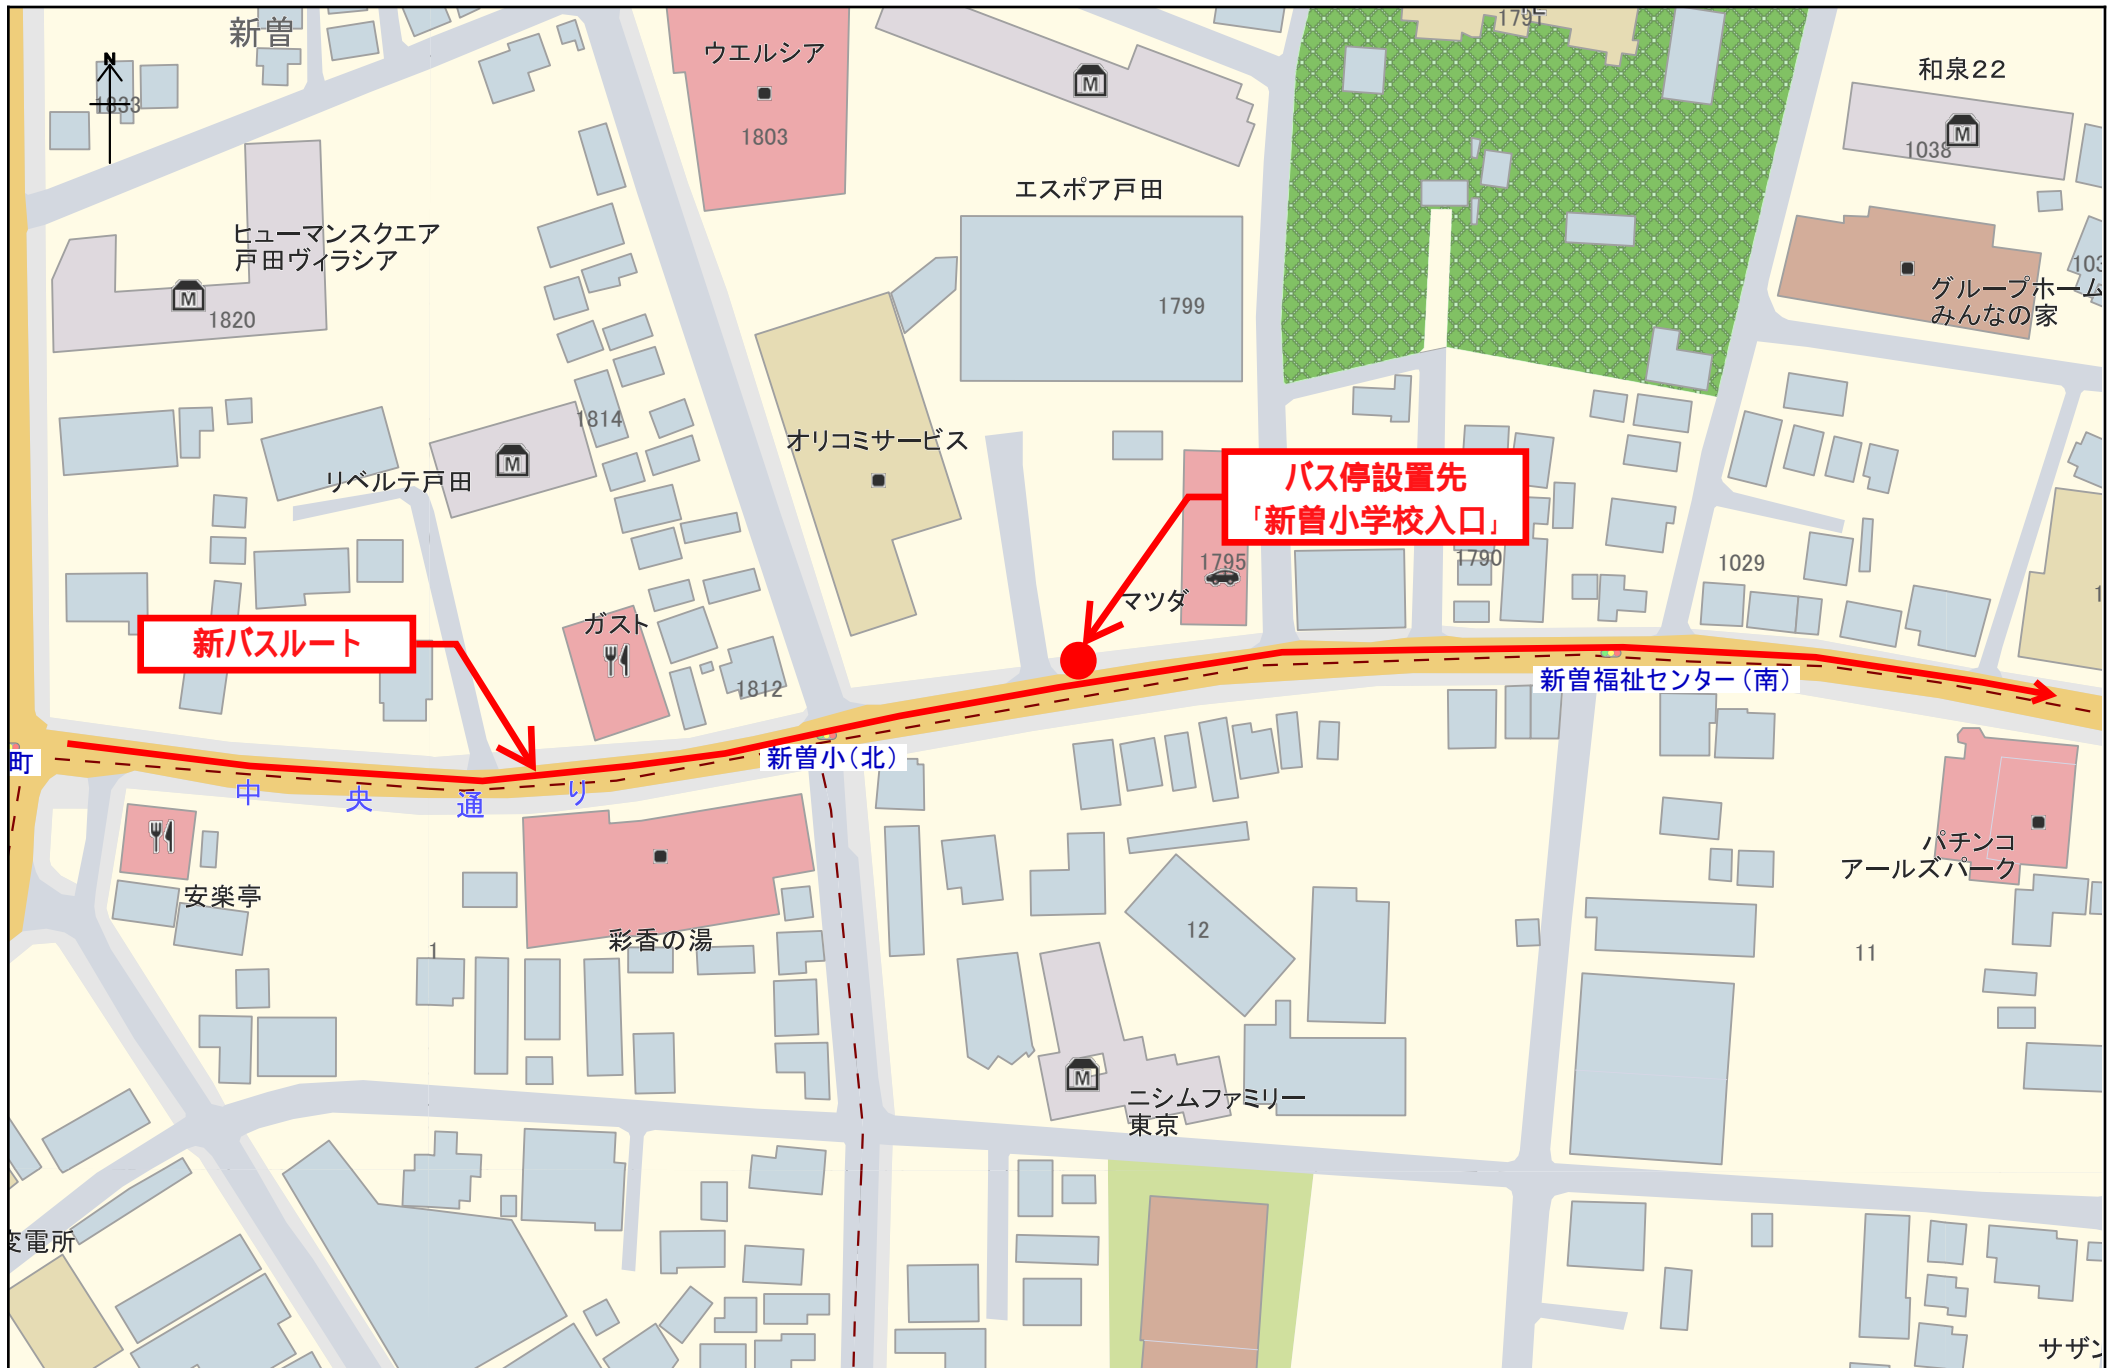 新曽
N
1833
ウエルシア
1803
1791
和泉22
1038
エスポア戸田
ヒューマンスクエア
戸田ヴィラシア
1820
1799
グループホーム
みんなの家
1814
リベルテ戸田
オリコミサービス
バス停設置先
「新曽小学校入口」
1795
マツダ
1790
1029
新バスルート
ガスト
1812
新曽福祉センター(南)
新曽小(北)
町
中央通り
安楽亭
彩香の湯
1
12
11
パチンコ
アールズパーク
ニシムファミリー
東京
変電所
サザン